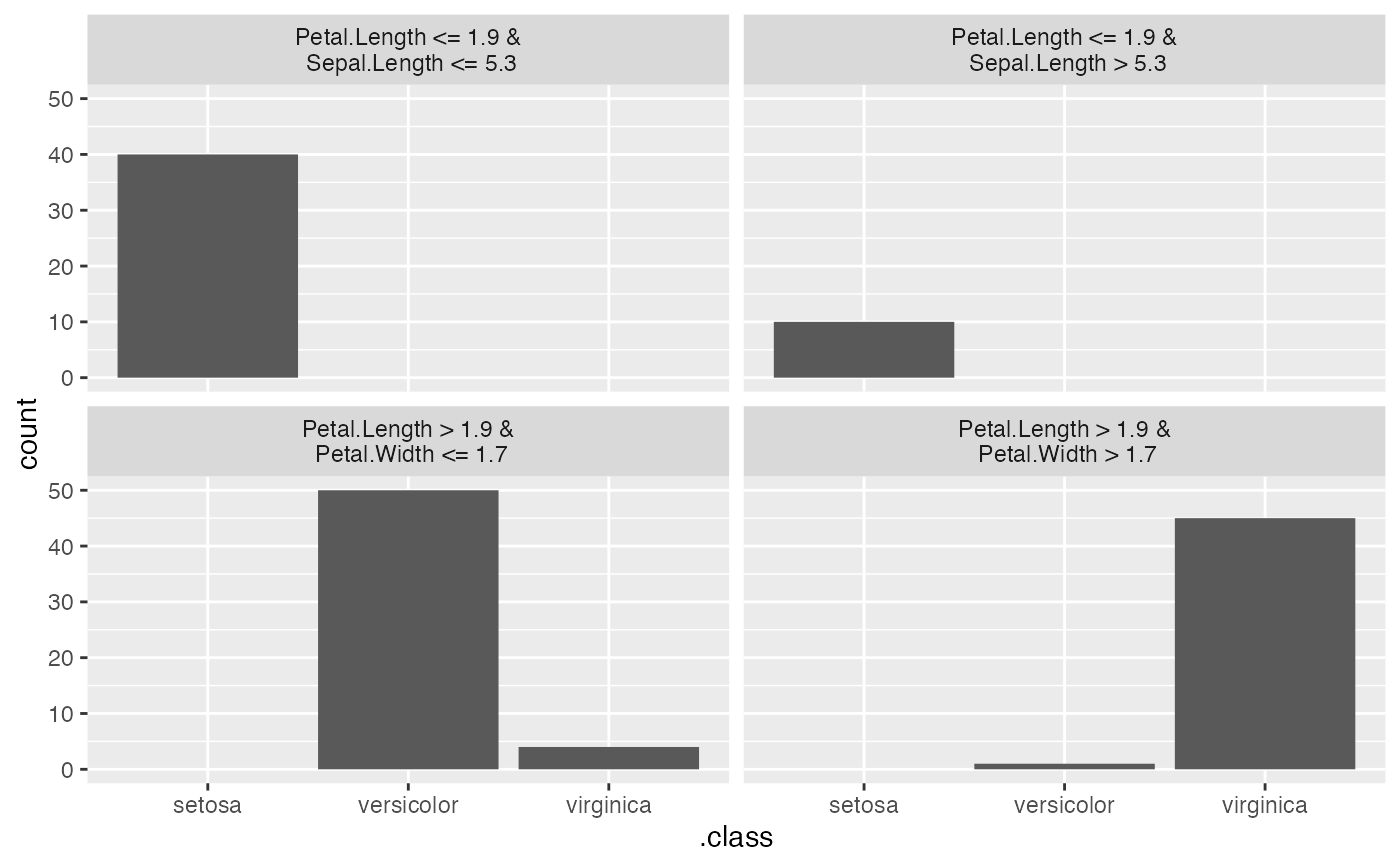 Petal.Length <= 1.9 &
Sepal.Length <= 5.3
Petal.Length <= 1.9 &
Sepal.Length > 5.3
50
40
30
20
10
0
count
Petal.Length > 1.9 &
Petal.Width <= 1.7
Petal.Length > 1.9 &
Petal.Width > 1.7
50
40
30
20
10
0
setosa versicolor virginica
setosa versicolor virginica
.class